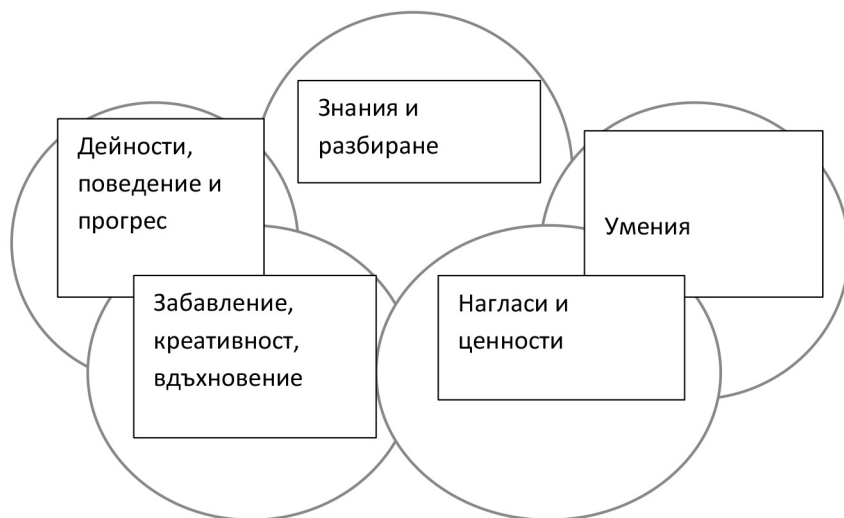 Знания и
разбиране
Дейности,
поведение и
прогрес
Умения
Забавление,
креативност,
вдъхновение
Нагласи и
ценности